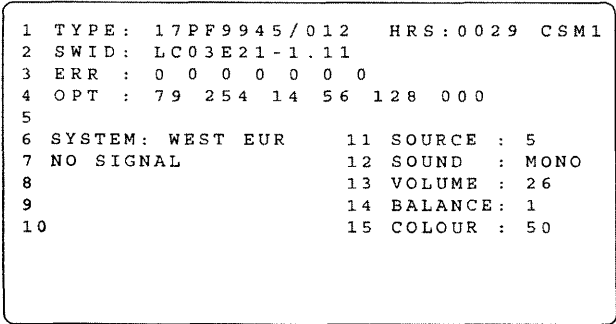 1 TYPE: 17PF9945/012 HRS:0029 CSM1
2 SWID: LC03E21-1.11
3 ERR : 0 0 0 0 0 0 0
4 OPT : 79 254 14 56 128 000
5
6 SYSTEM: WEST EUR 11 SOURCE : 5
7 NO SIGNAL 12 SOUND : MONO
8 13 VOLUME : 26
9 14 BALANCE: 1
10 15 COLOUR : 50